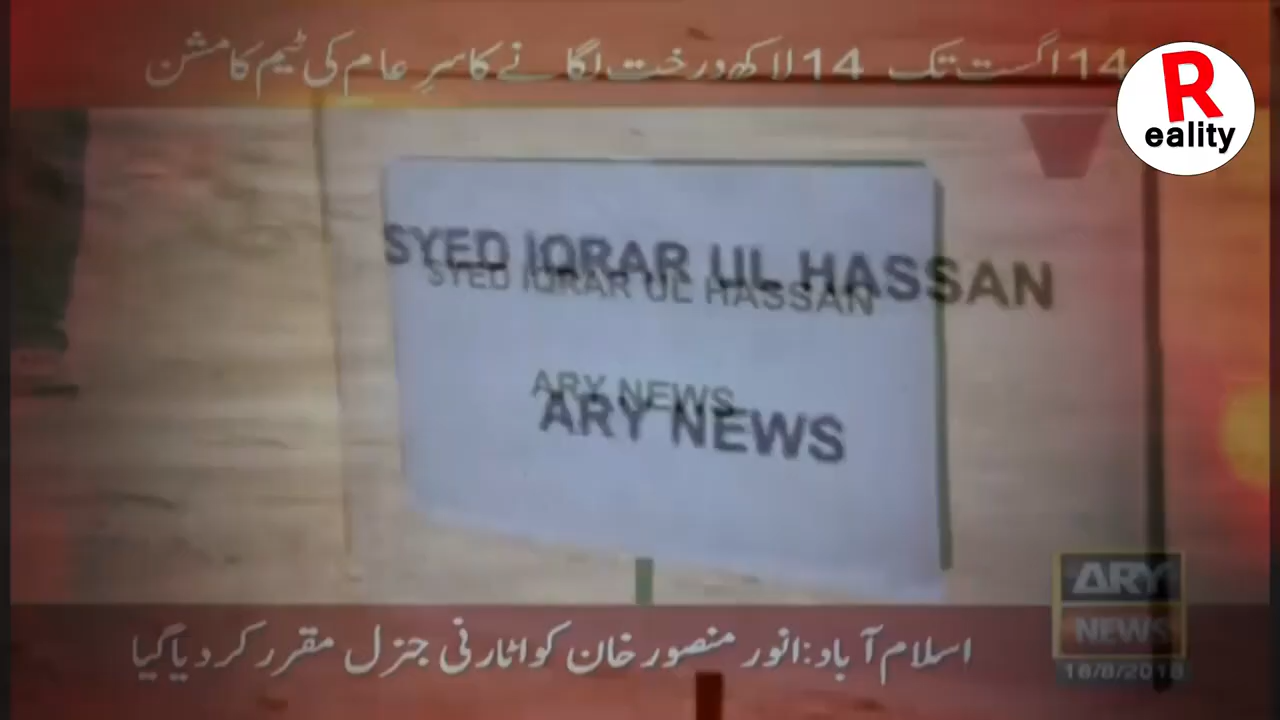 14 اگست تک 14 لاکھ درخت لگا نے کا سرِ عام کی ٹیم کا مشن
R
eality
SYED IQRAR UL HASSAN
SYED IQRAR UL HASSAN
ARY NEWS
ARY NEWS
ARY
NEWS
16/8/2018
اسلام آباد: انور منصور خان کو اٹارنی جنرل مقرر کر دیا گیا